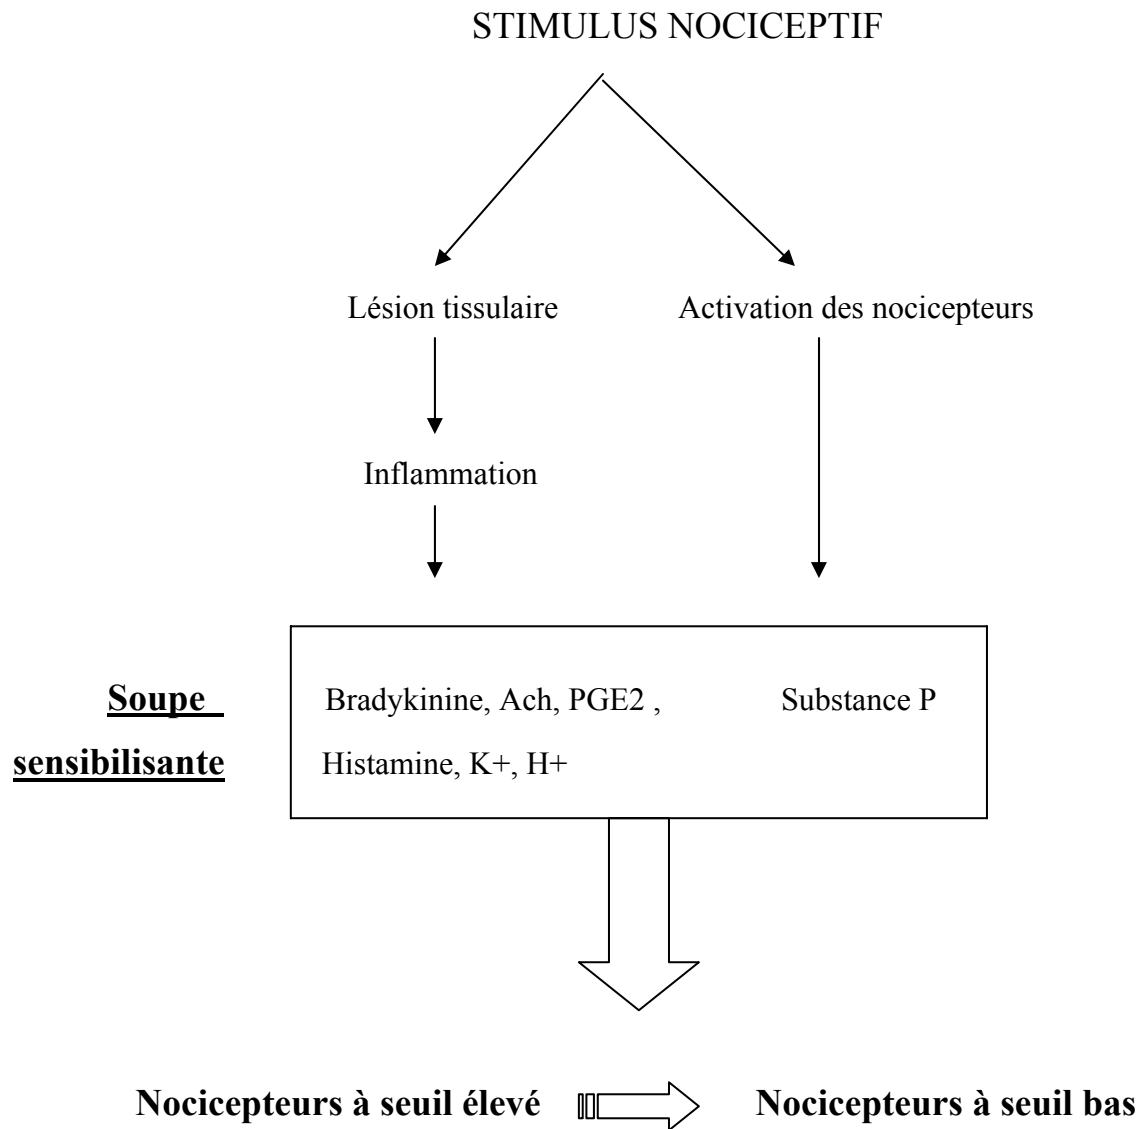 STIMULUS NOCICEPTIF
Lésion tissulaire
Activation des nocicepteurs
Inflammation
Soupe
sensibilisante
Bradykinine, Ach, PGE2 ,
Substance P
Histamine, K+, H+
Nocicepteurs à seuil élevé
Nocicepteurs à seuil bas